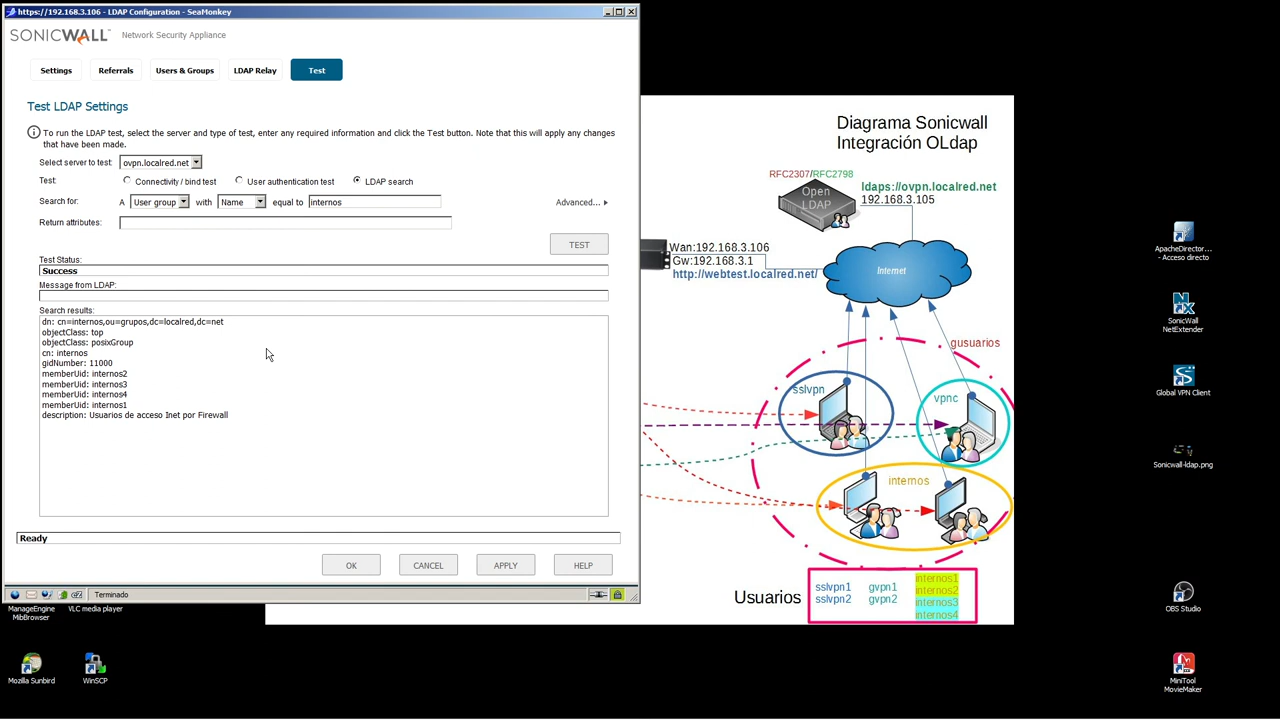 https://192.168.3.106 - LDAP Configuration - SeaMonkey
SONICWALL Network Security Appliance
Settings Referrals Users & Groups LDAP Relay Test
Test LDAP Settings
To run the LDAP test, select the server and type of test, enter any required information and click the Test button. Note that this will apply any changes
that have been made.
Select server to test: ovpn.localred.net
Test: Connectivity / bind test User authentication test LDAP search
Search for: A User group with Name equal to internos Advanced...
Return attributes:
TEST
Test Status:
Success
Message from LDAP:
Search results:
dn: cn=internos,ou=grupos,dc=localred,dc=net
objectClass: top
objectClass: posixGroup
cn: internos
gidNumber: 11000
memberUid: internos2
memberUid: internos3
memberUid: internos4
memberUid: internos1
description: Usuarios de acceso Inet por Firewall
Ready
OK CANCEL APPLY HELP
Terminado
ManageEngine
MibBrowser
VLC media player
Mozilla Sunbird
WinSCP
Diagrama Sonicwall
Integración OLdap
RFC2307/RFC2798
Open
LDAP
ldaps://ovpn.localred.net
192.168.3.105
Wan:192.168.3.106
Gw:192.168.3.1
http://webtest.localred.net/
Internet
gusuarios
sslvpn
vpnc
internos
Usuarios
sslvpn1 gvpn1 internos1
sslvpn2 gvpn2 internos2
internos3
internos4
ApacheDirector...
- Acceso directo
SonicWall
NetExtender
Global VPN Client
Sonicwall-ldap.png
OBS Studio
MiniTool
MovieMaker